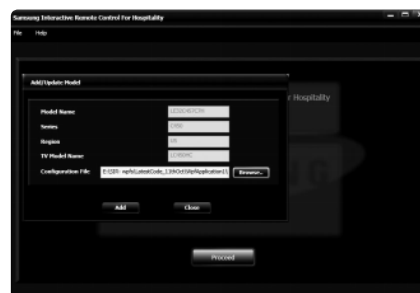 Samsung Interactive Remote Control For Hospitality
File Help
r Hospitality
Add/Update Model
Model Name
Series
Region
TV Model Name
Configuration File Browse..
Add Close
Proceed